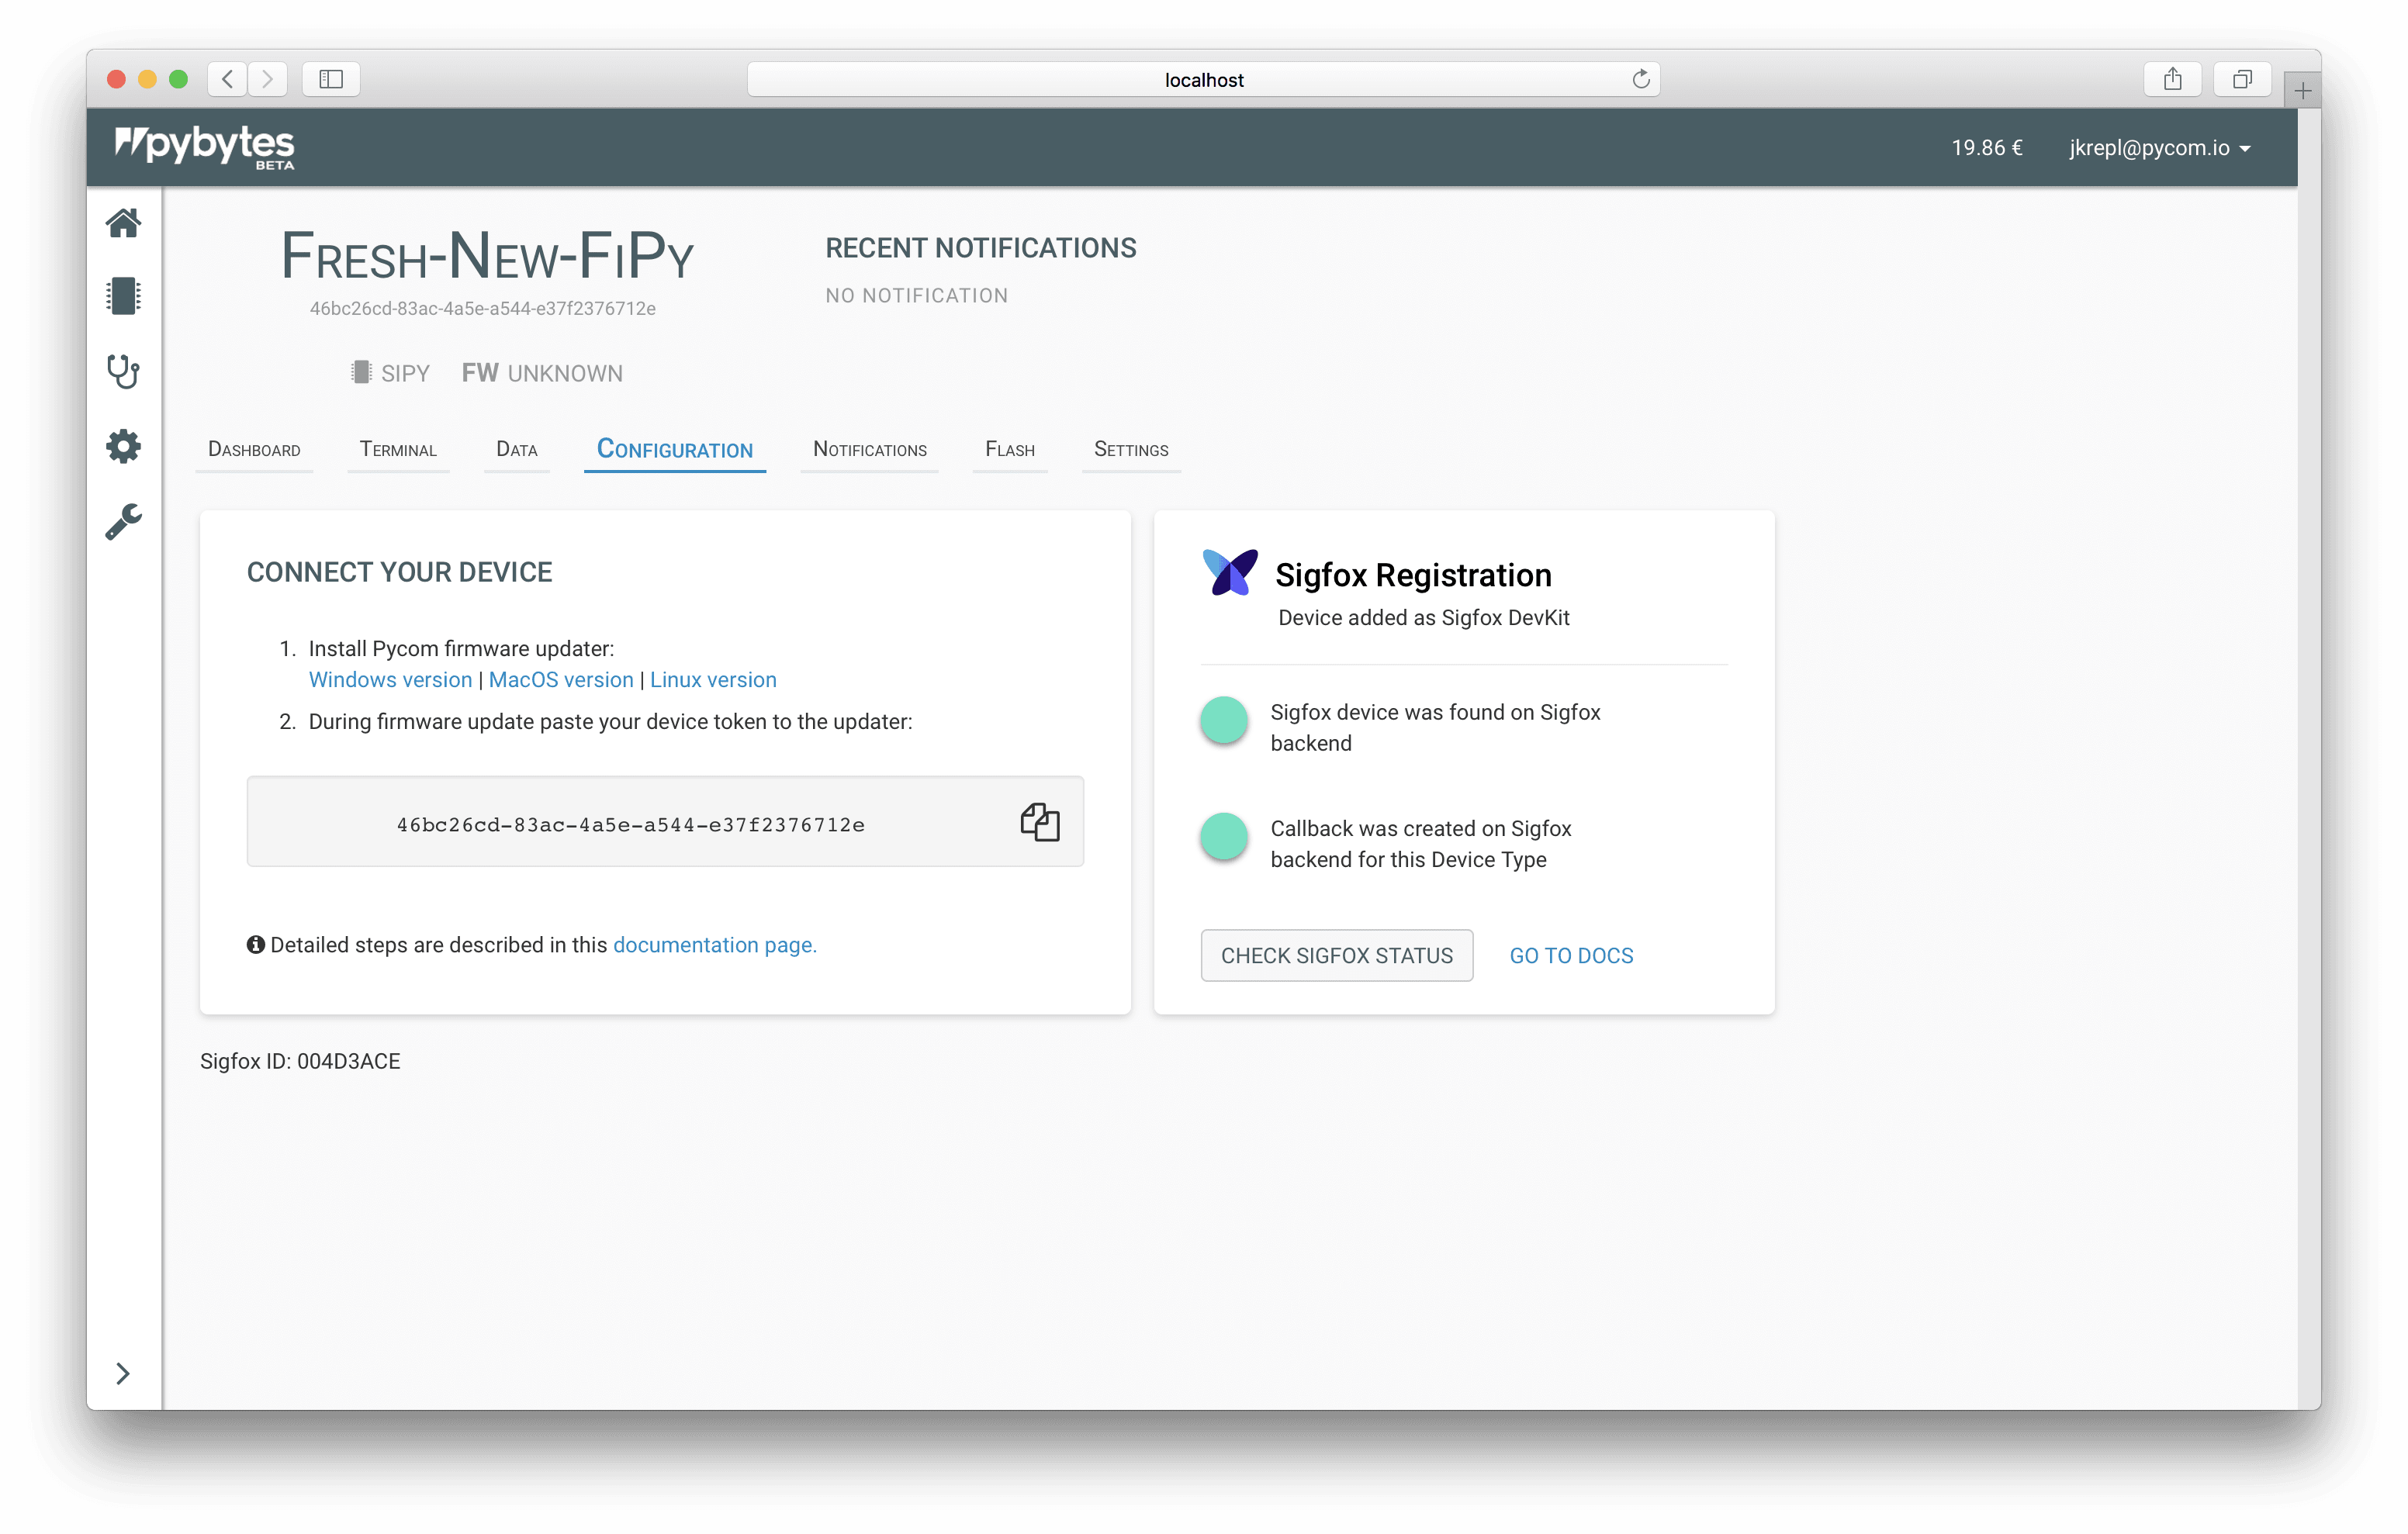 localhost
pybytes
BETA
19.86 €
jkrepl@pycom.io
Fresh-New-FiPy
46bc26cd-83ac-4a5e-a544-e37f2376712e
SIPY FW UNKNOWN
RECENT NOTIFICATIONS
NO NOTIFICATION
Dashboard Terminal Data Configuration Notifications Flash Settings
CONNECT YOUR DEVICE
1. Install Pycom firmware updater:
Windows version | MacOS version | Linux version
2. During firmware update paste your device token to the updater:
46bc26cd-83ac-4a5e-a544-e37f2376712e
Detailed steps are described in this documentation page.
Sigfox Registration
Device added as Sigfox DevKit
Sigfox device was found on Sigfox
backend
Callback was created on Sigfox
backend for this Device Type
CHECK SIGFOX STATUS GO TO DOCS
Sigfox ID: 004D3ACE